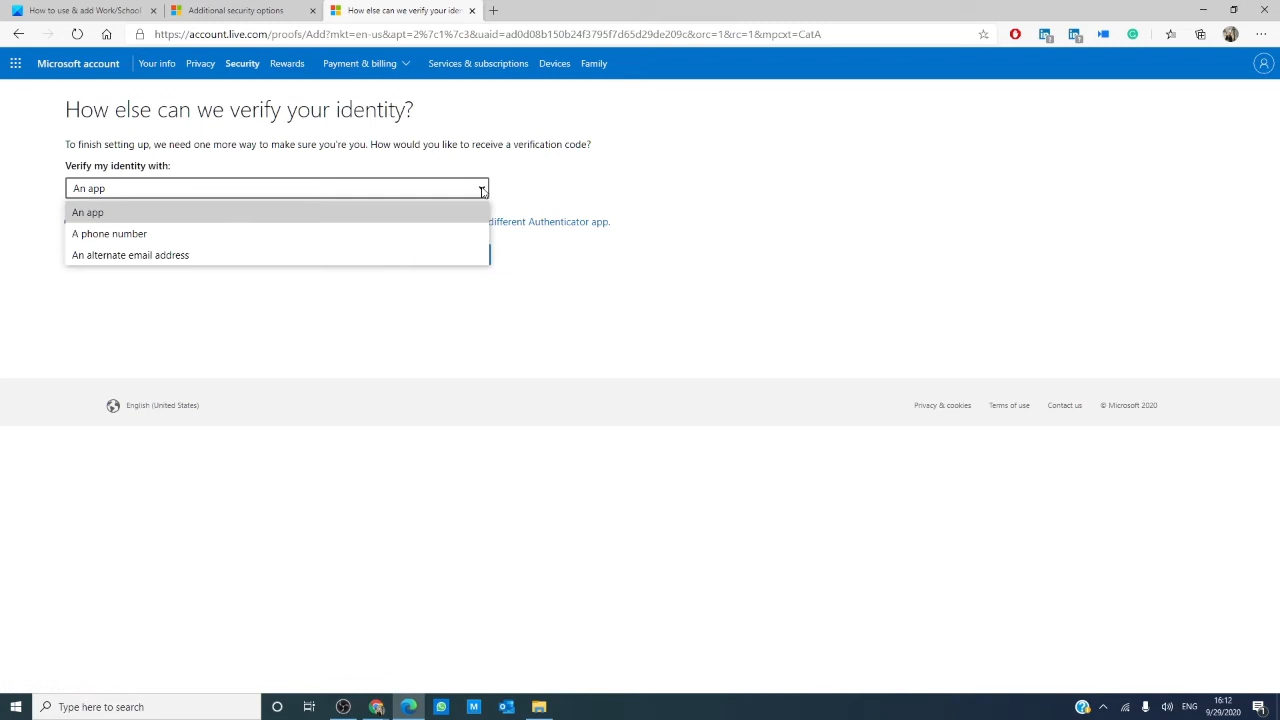 How to use & add Work/School
Additional security options
How else can we verify your iden
https://account.live.com/proofs/Add?mkt=en-us&apt=2%7c1%7c3&uaid=ad0d08b150b24f3795f7d65d29de209c&orc=1&rc=1&mpcxt=CatA
Microsoft account
Your info
Privacy
Security
Rewards
Payment & billing
Services & subscriptions
Devices
Family
How else can we verify your identity?
To finish setting up, we need one more way to make sure you're you. How would you like to receive a verification code?
Verify my identity with:
An app
An app
different Authenticator app.
A phone number
An alternate email address
English (United States)
Privacy & cookies
Terms of use
Contact us
© Microsoft 2020
Type here to search
ENG
16:12
9/29/2020